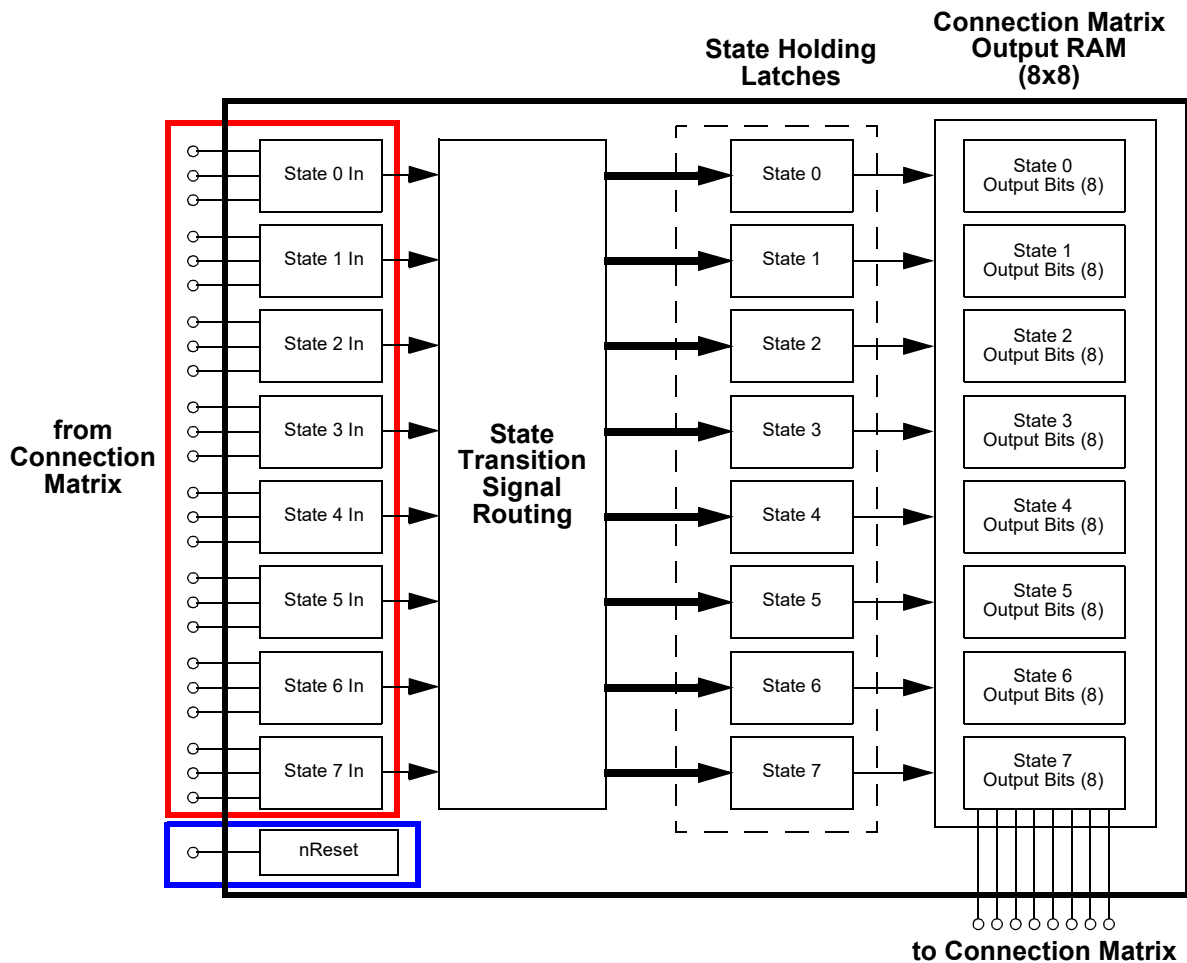 Connection Matrix
Output RAM
(8x8)
State Holding
Latches
from
Connection
Matrix
State 0 In
State 1 In
State 2 In
State 3 In
State 4 In
State 5 In
State 6 In
State 7 In
nReset
State
Transition
Signal
Routing
State 0
State 1
State 2
State 3
State 4
State 5
State 6
State 7
State 0
Output Bits (8)
State 1
Output Bits (8)
State 2
Output Bits (8)
State 3
Output Bits (8)
State 4
Output Bits (8)
State 5
Output Bits (8)
State 6
Output Bits (8)
State 7
Output Bits (8)
to Connection Matrix